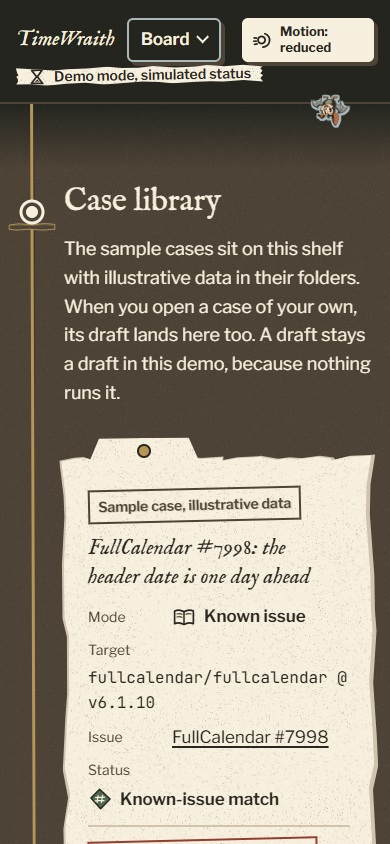 TimeWraith
Board
Motion:
reduced
Demo mode, simulated status
Case library
The sample cases sit on this shelf
with illustrative data in their folders.
When you open a case of your own,
its draft lands here too. A draft stays
a draft in this demo, because nothing
runs it.
Sample case, illustrative data
FullCalendar #7998: the
header date is one day ahead
Mode Known issue
Target
fullcalendar/fullcalendar @
v6.1.10
Issue FullCalendar #7998
Status
Known-issue match